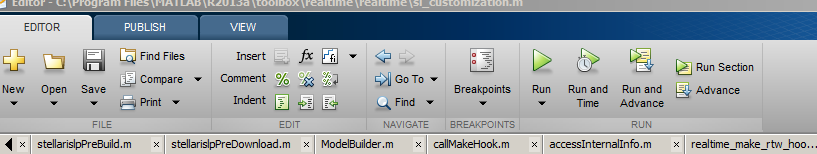 Editor - C:\Program Files\MATLAB\R2013a\toolbox\realtime\realtime\sl_customization.m
EDITOR PUBLISH VIEW
New Open Save Find Files Compare Print
FILE
Insert fx Comment Indent
EDIT
Go To Find
NAVIGATE
Breakpoints
BREAKPOINTS
Run Run and Time Run and Advance Run Section Advance
RUN
stellarislpPreBuild.m stellarislpPreDownload.m ModelBuilder.m callMakeHook.m accessInternalInfo.m realtime_make_rtw_hoo...